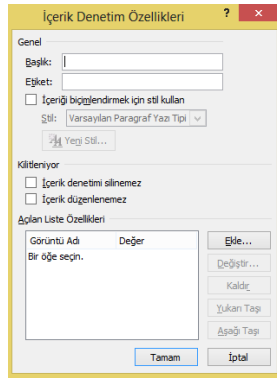 İçerik Denetim Özellikleri
?
×
Genel
Başlık:
Etiket:
İçeriği biçimlendirmek için stil kullan
Stil: Varsayılan Paragraf Yazı Tipi
Yeni Stil...
Kilitleniyor
İçerik denetimi silinemez
İçerik düzenlenemez
Açılan Liste Özellikleri
Görüntü Adı Değer
Bir öğe seçin.
Ekle...
Değiştir...
Kaldır
Yukarı Taşı
Aşağı Taşı
Tamam İptal